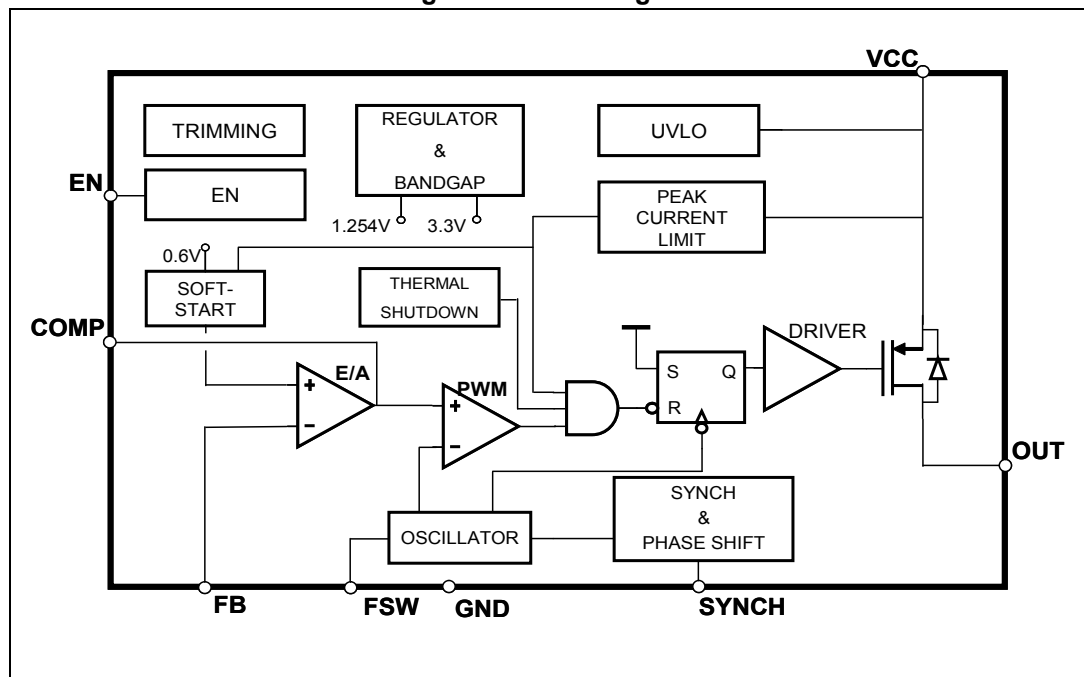 VCC
TRIMMING
REGULATOR
&
BANDGAP
UVLO
EN
EN
1.254V
3.3V
PEAK
CURRENT
LIMIT
0.6V
SOFT-
START
THERMAL
SHUTDOWN
COMP
DRIVER
E/A
+
-
PWM
+
-
S
Q
R
OUT
OSCILLATOR
SYNCH
&
PHASE SHIFT
FB
FSW
GND
SYNCH